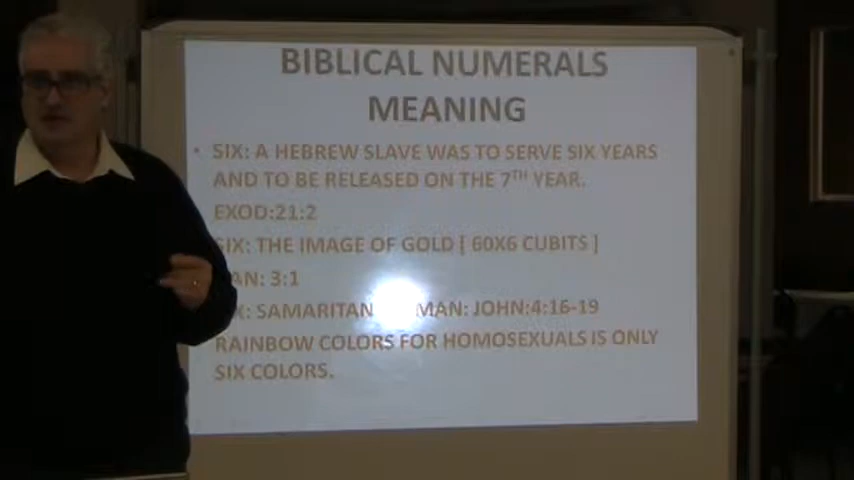 BIBLICAL NUMERALS
MEANING
• SIX: A HEBREW SLAVE WAS TO SERVE SIX YEARS
AND TO BE RELEASED ON THE 7TH YEAR.
EXOD:21:2
SIX: THE IMAGE OF GOLD [ 60X6 CUBITS ]
AN: 3:1
X: SAMARITAN MAN: JOHN:4:16-19
RAINBOW COLORS FOR HOMOSEXUALS IS ONLY
SIX COLORS.